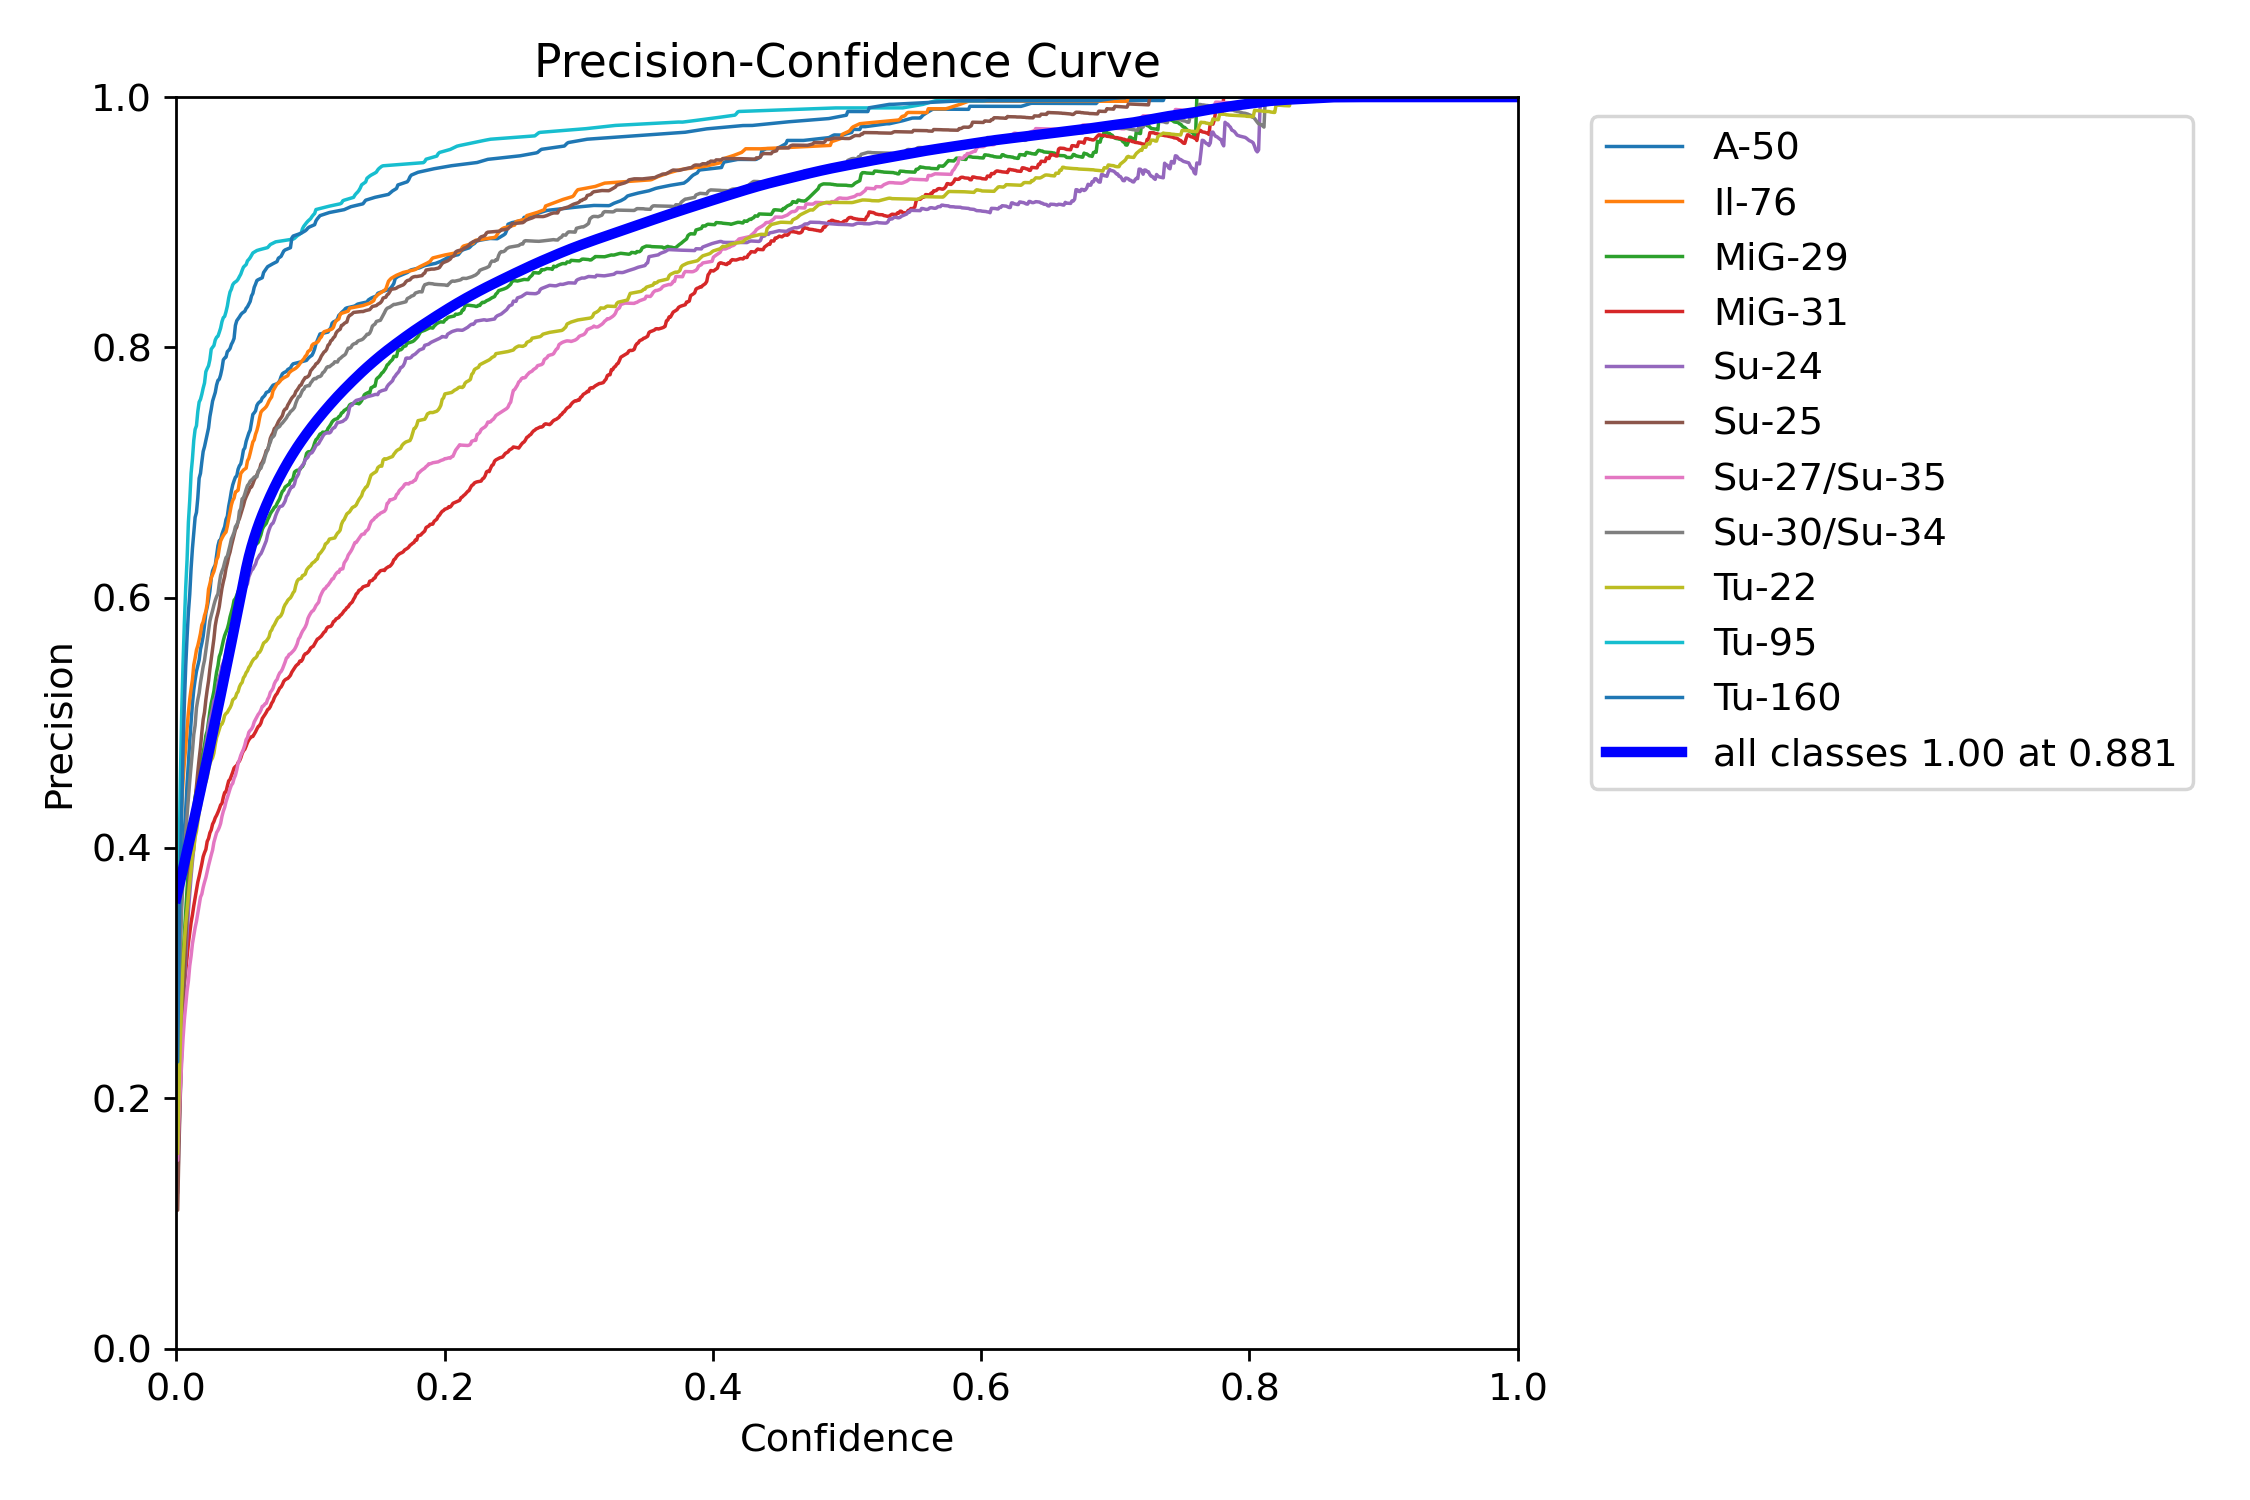 Precision-Confidence Curve
1.0
0.8
0.6
0.4
0.2
0.0
Precision
0.0 0.2 0.4 0.6 0.8 1.0
Confidence
A-50
Il-76
MiG-29
MiG-31
Su-24
Su-25
Su-27/Su-35
Su-30/Su-34
Tu-22
Tu-95
Tu-160
all classes 1.00 at 0.881